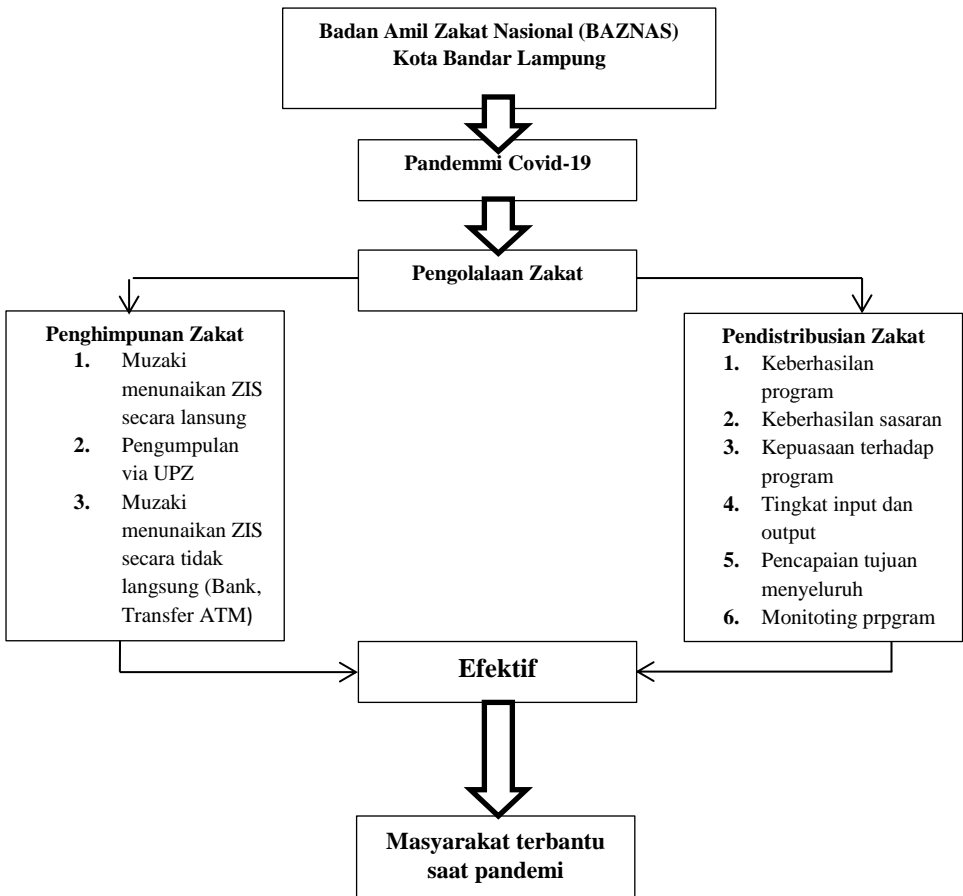 Badan Amil Zakat Nasional (BAZNAS)
Kota Bandar Lampung
Pandemmi Covid-19
Pengolalaan Zakat
Penghimpunan Zakat
1. Muzaki
menunaikan ZIS
secara lansung
2. Pengumpulan
via UPZ
3. Muzaki
menunaikan ZIS
secara tidak
langsung (Bank,
Transfer ATM)
Pendistribusian Zakat
1. Keberhasilan
program
2. Keberhasilan sasaran
3. Kepuasaan terhadap
program
4. Tingkat input dan
output
5. Pencapaian tujuan
menyeluruh
6. Monitoting prpgram
Efektif
Masyarakat terbantu
saat pandemi